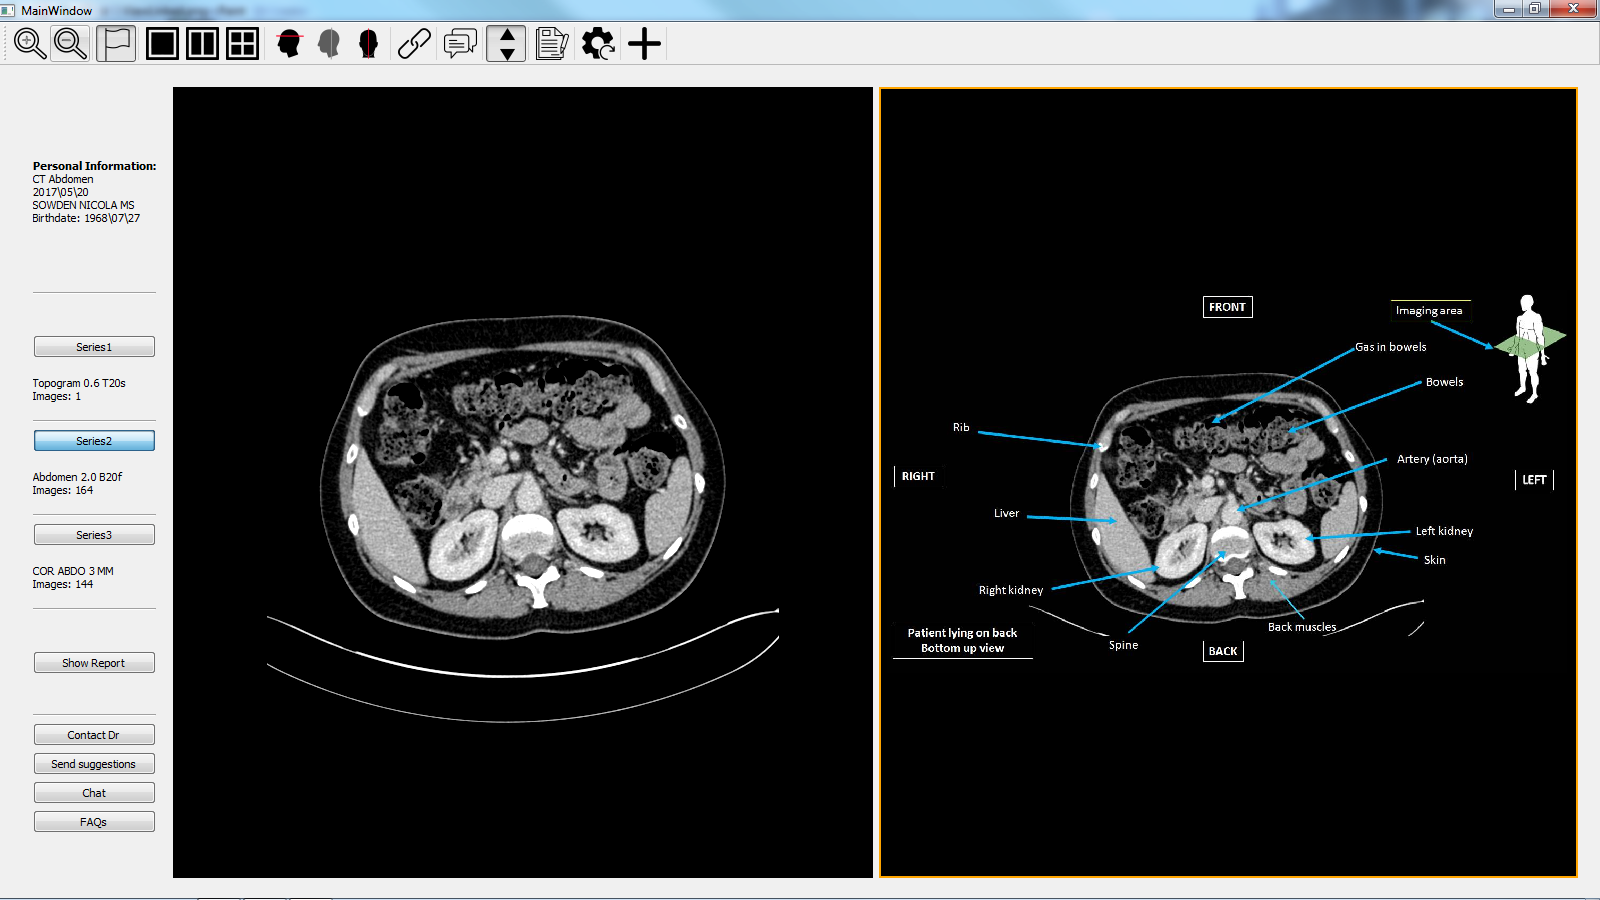 MainWindow
Personal Information:
CT Abdomen
2017\05\20
SOWDEN NICOLA MS
Birthdate: 1968\07\27
Series1
Topogram 0.6 T20s
Images: 1
Series2
Abdomen 2.0 B20f
Images: 164
Series3
COR ABDO 3 MM
Images: 144
Show Report
Contact Dr
Send suggestions
Chat
FAQs
FRONT
Imaging area
Gas in bowels
Bowels
Rib
Artery (aorta)
RIGHT
LEFT
Liver
Left kidney
Skin
Right kidney
Back muscles
Patient lying on back
Bottom up view
Spine
BACK